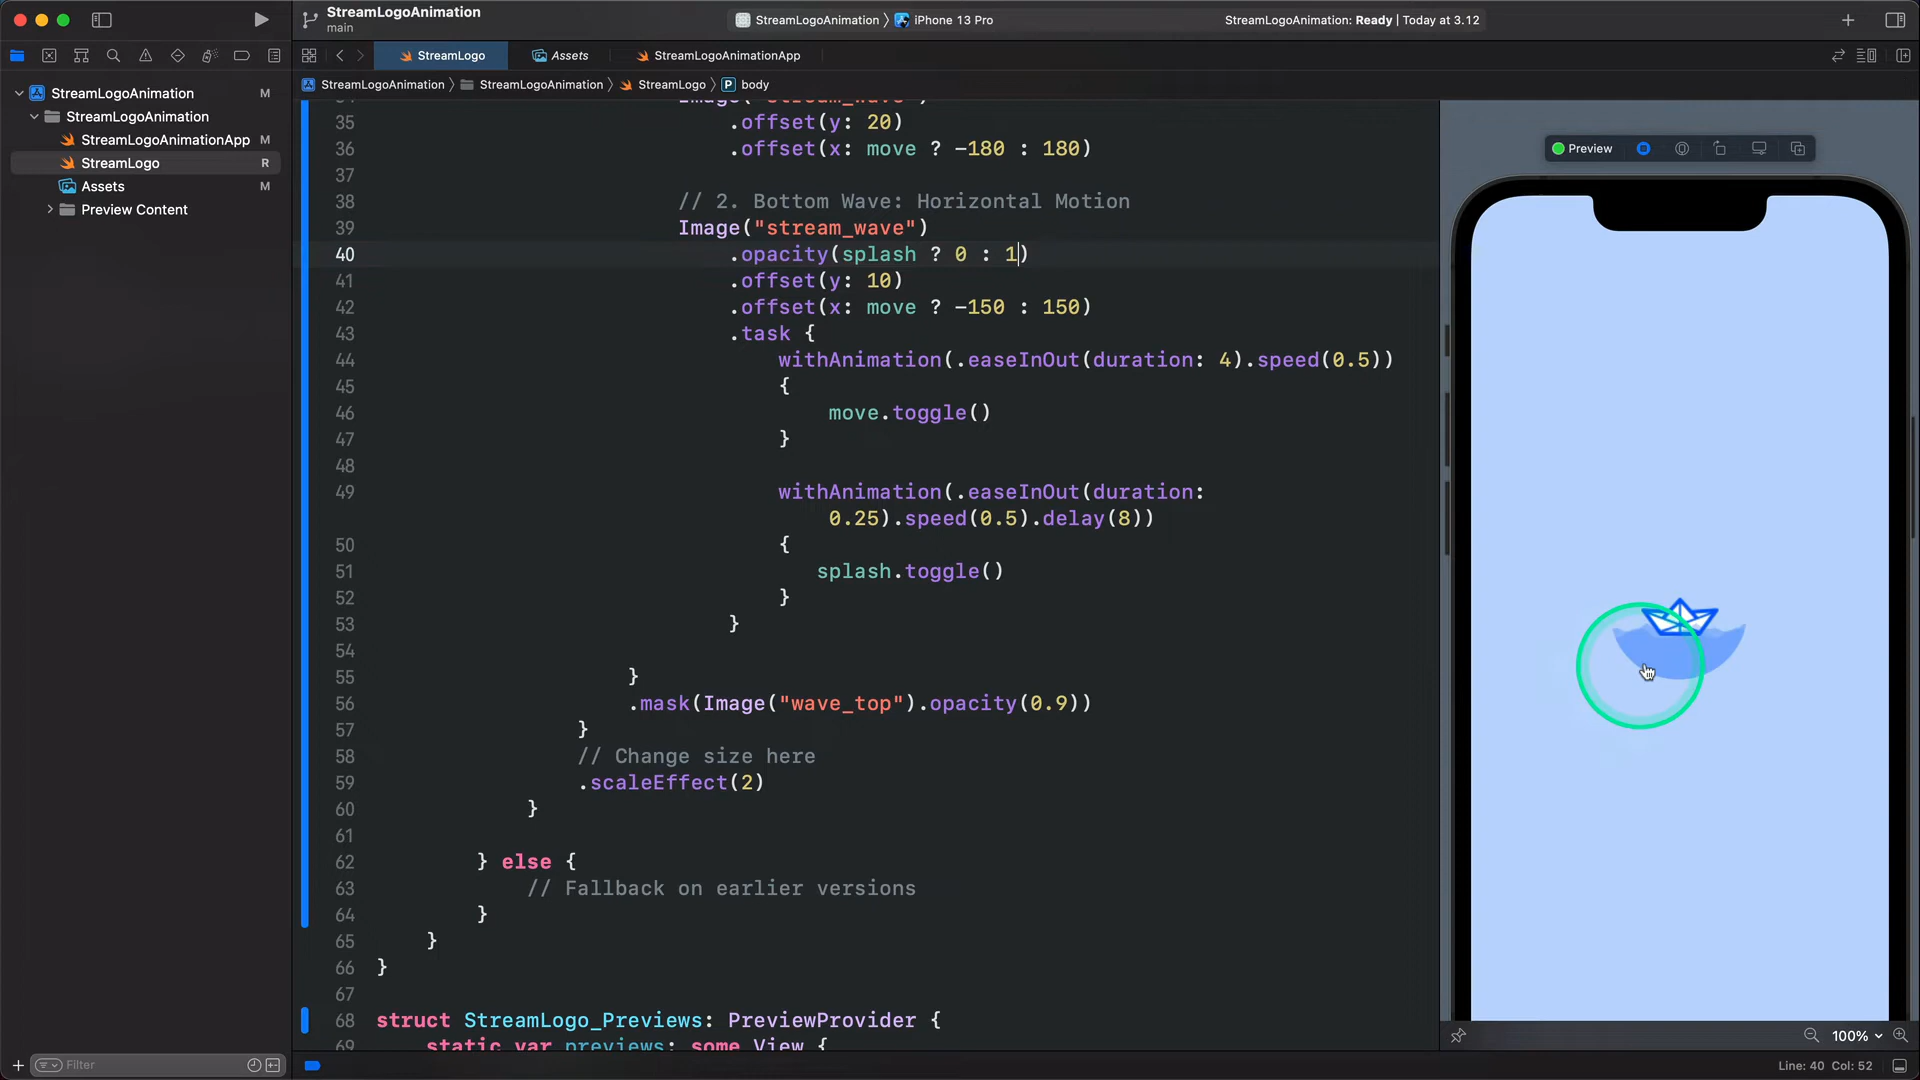 StreamLogoAnimation
main
StreamLogoAnimation
iPhone 13 Pro
StreamLogoAnimation: Ready | Today at 3.12
StreamLogo
Assets
StreamLogoAnimationApp
StreamLogoAnimation
StreamLogoAnimation
StreamLogo
P body
StreamLogoAnimation M
StreamLogoAnimation
StreamLogoAnimationApp M
StreamLogo R
Assets M
Preview Content
35 .offset(y: 20)
36 .offset(x: move ? -180 : 180)
37
38 // 2. Bottom Wave: Horizontal Motion
39 Image("stream_wave")
40 .opacity(splash ? 0 : 1)
41 .offset(y: 10)
42 .offset(x: move ? -150 : 150)
43 .task {
44 withAnimation(.easeInOut(duration: 4).speed(0.5))
45 {
46 move.toggle()
47 }
48
49 withAnimation(.easeInOut(duration:
0.25).speed(0.5).delay(8))
50 {
51 splash.toggle()
52 }
53 }
54
55 }
56 .mask(Image("wave_top").opacity(0.9))
57 }
58 // Change size here
59 .scaleEffect(2)
60 }
61
62 } else {
63 // Fallback on earlier versions
64 }
65 }
66 }
67
68 struct StreamLogo_Previews: PreviewProvider {
69 static var previews: some View {
Preview
100%
Filter
Line: 40 Col: 52